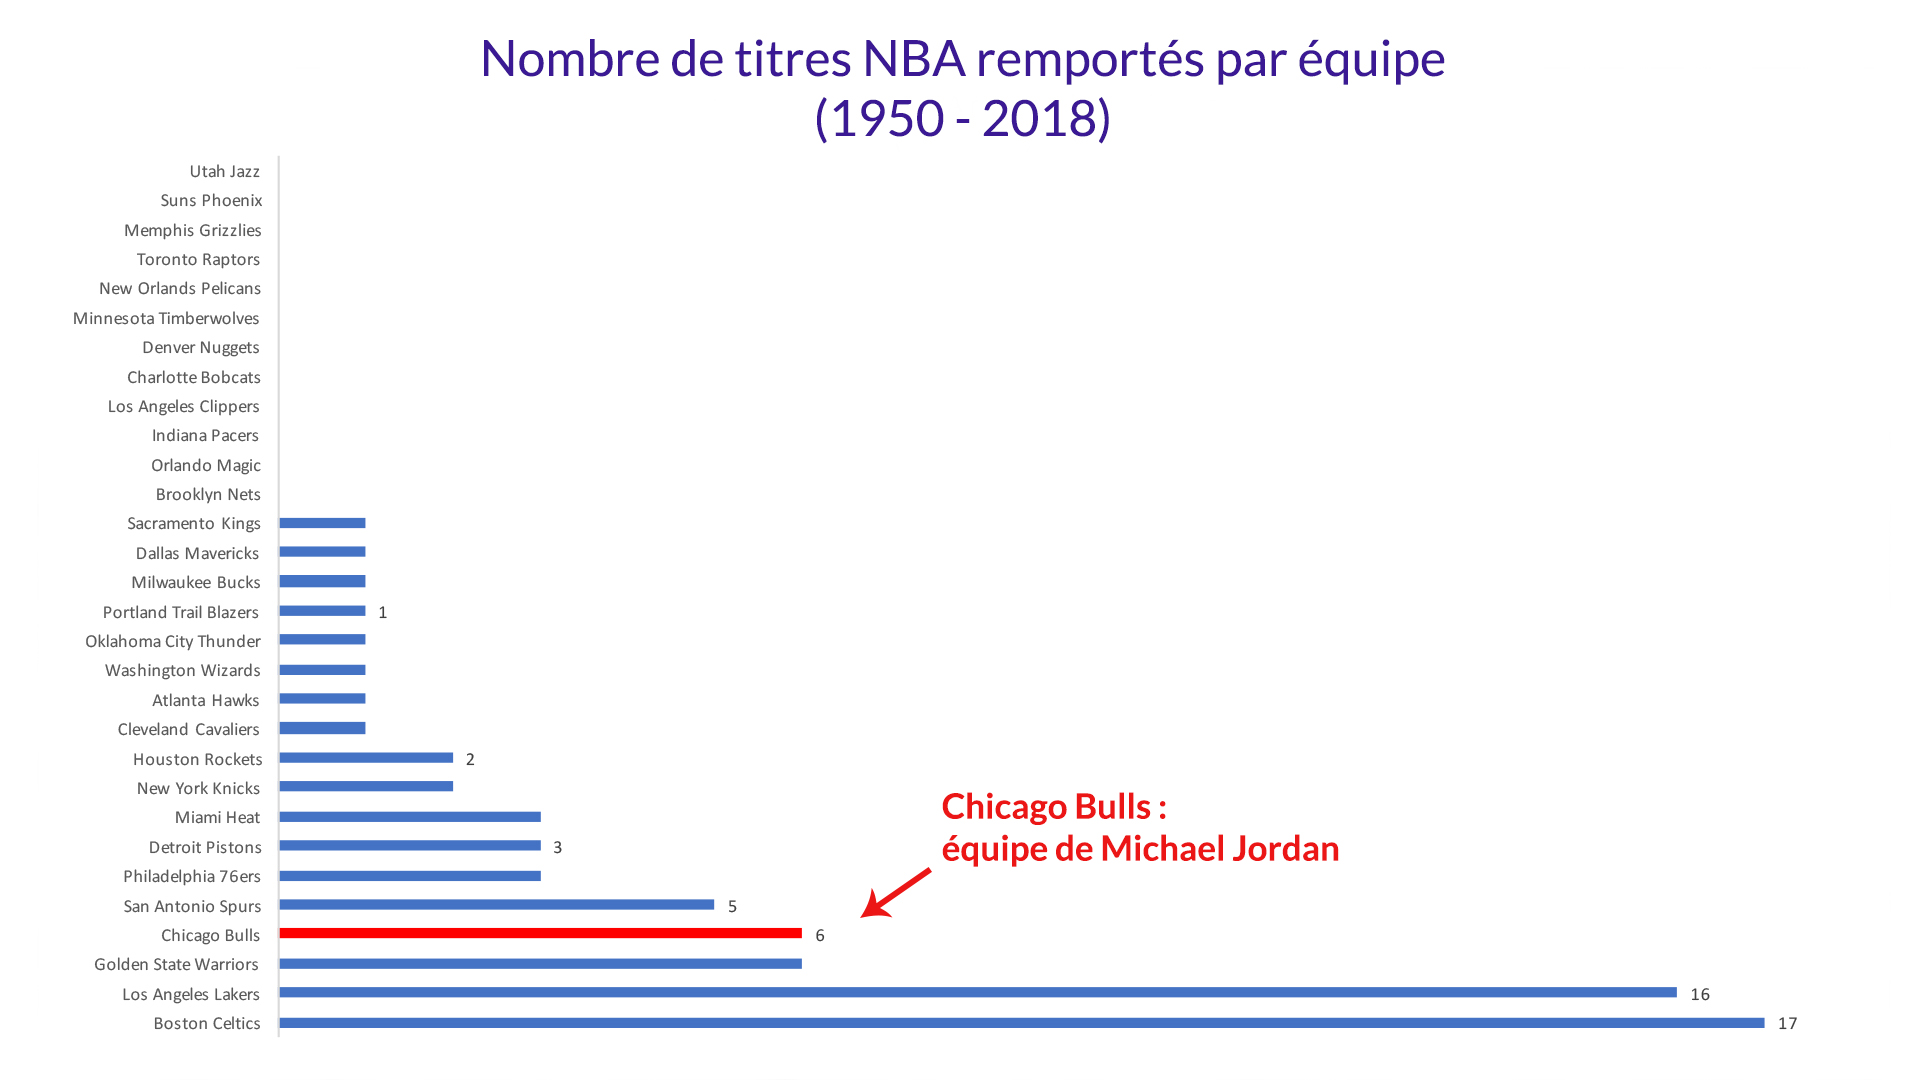 Nombre de titres NBA remportés par équipe
(1950 - 2018)
Utah Jazz
Suns Phoenix
Memphis Grizzlies
Toronto Raptors
New Orlands Pelicans
Minnesota Timberwolves
Denver Nuggets
Charlotte Bobcats
Los Angeles Clippers
Indiana Pacers
Orlando Magic
Brooklyn Nets
Sacramento Kings
Dallas Mavericks
Milwaukee Bucks
Portland Trail Blazers 1
Oklahoma City Thunder
Washington Wizards
Atlanta Hawks
Cleveland Cavaliers
Houston Rockets 2
New York Knicks
Miami Heat
Detroit Pistons 3
Philadelphia 76ers
San Antonio Spurs 5
Chicago Bulls 6
Golden State Warriors
Los Angeles Lakers 16
Boston Celtics 17
Chicago Bulls :
équipe de Michael Jordan